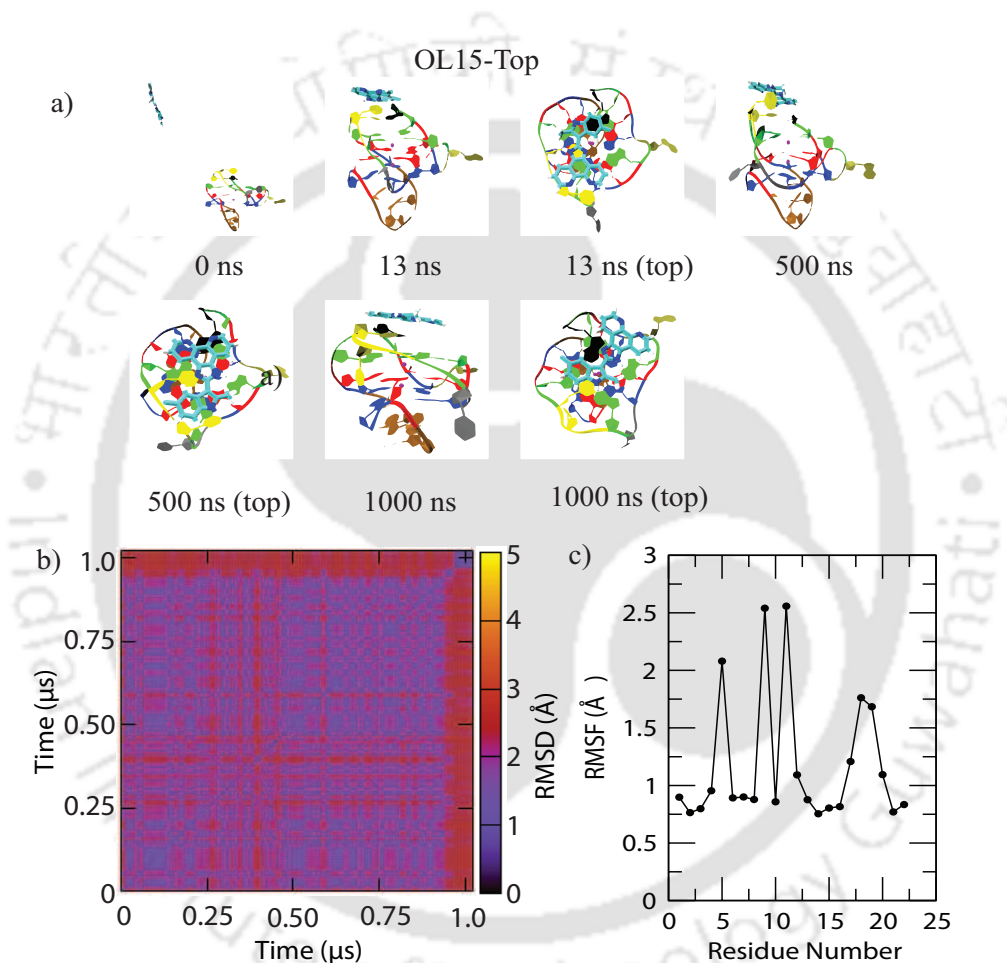 OL15-Top
a)
0 ns
13 ns
13 ns (top)
500 ns
a)
500 ns (top)
1000 ns
1000 ns (top)
b)
1.0
0.75
0.50
0.25
0
Time (µs)
0
0.25
0.50
0.75
1.0
Time (µs)
5
4
3
2
1
0
RMSD (Å)
c)
3
2.5
2
1.5
1
0.5
0
RMSF (Å)
0
5
10
15
20
25
Residue Number
Guwahati